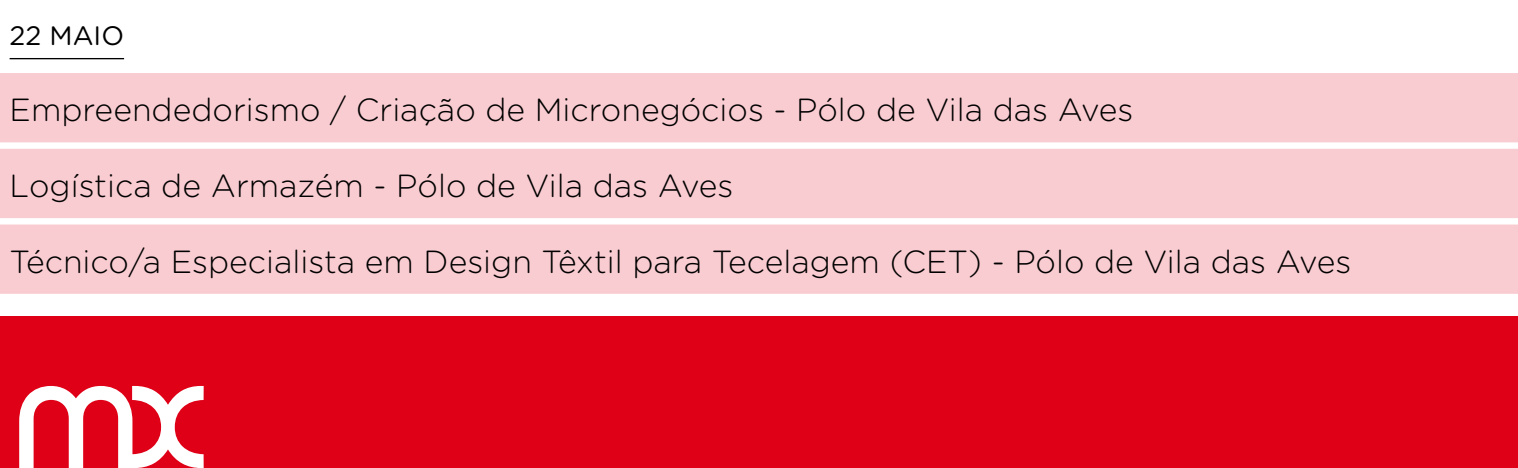 22 MAIO
Empreendedorismo / Criação de Micronegócios - Pólo de Vila das Aves
Logística de Armazém - Pólo de Vila das Aves
Técnico/a Especialista em Design Têxtil para Tecelagem (CET) - Pólo de Vila das Aves
mx